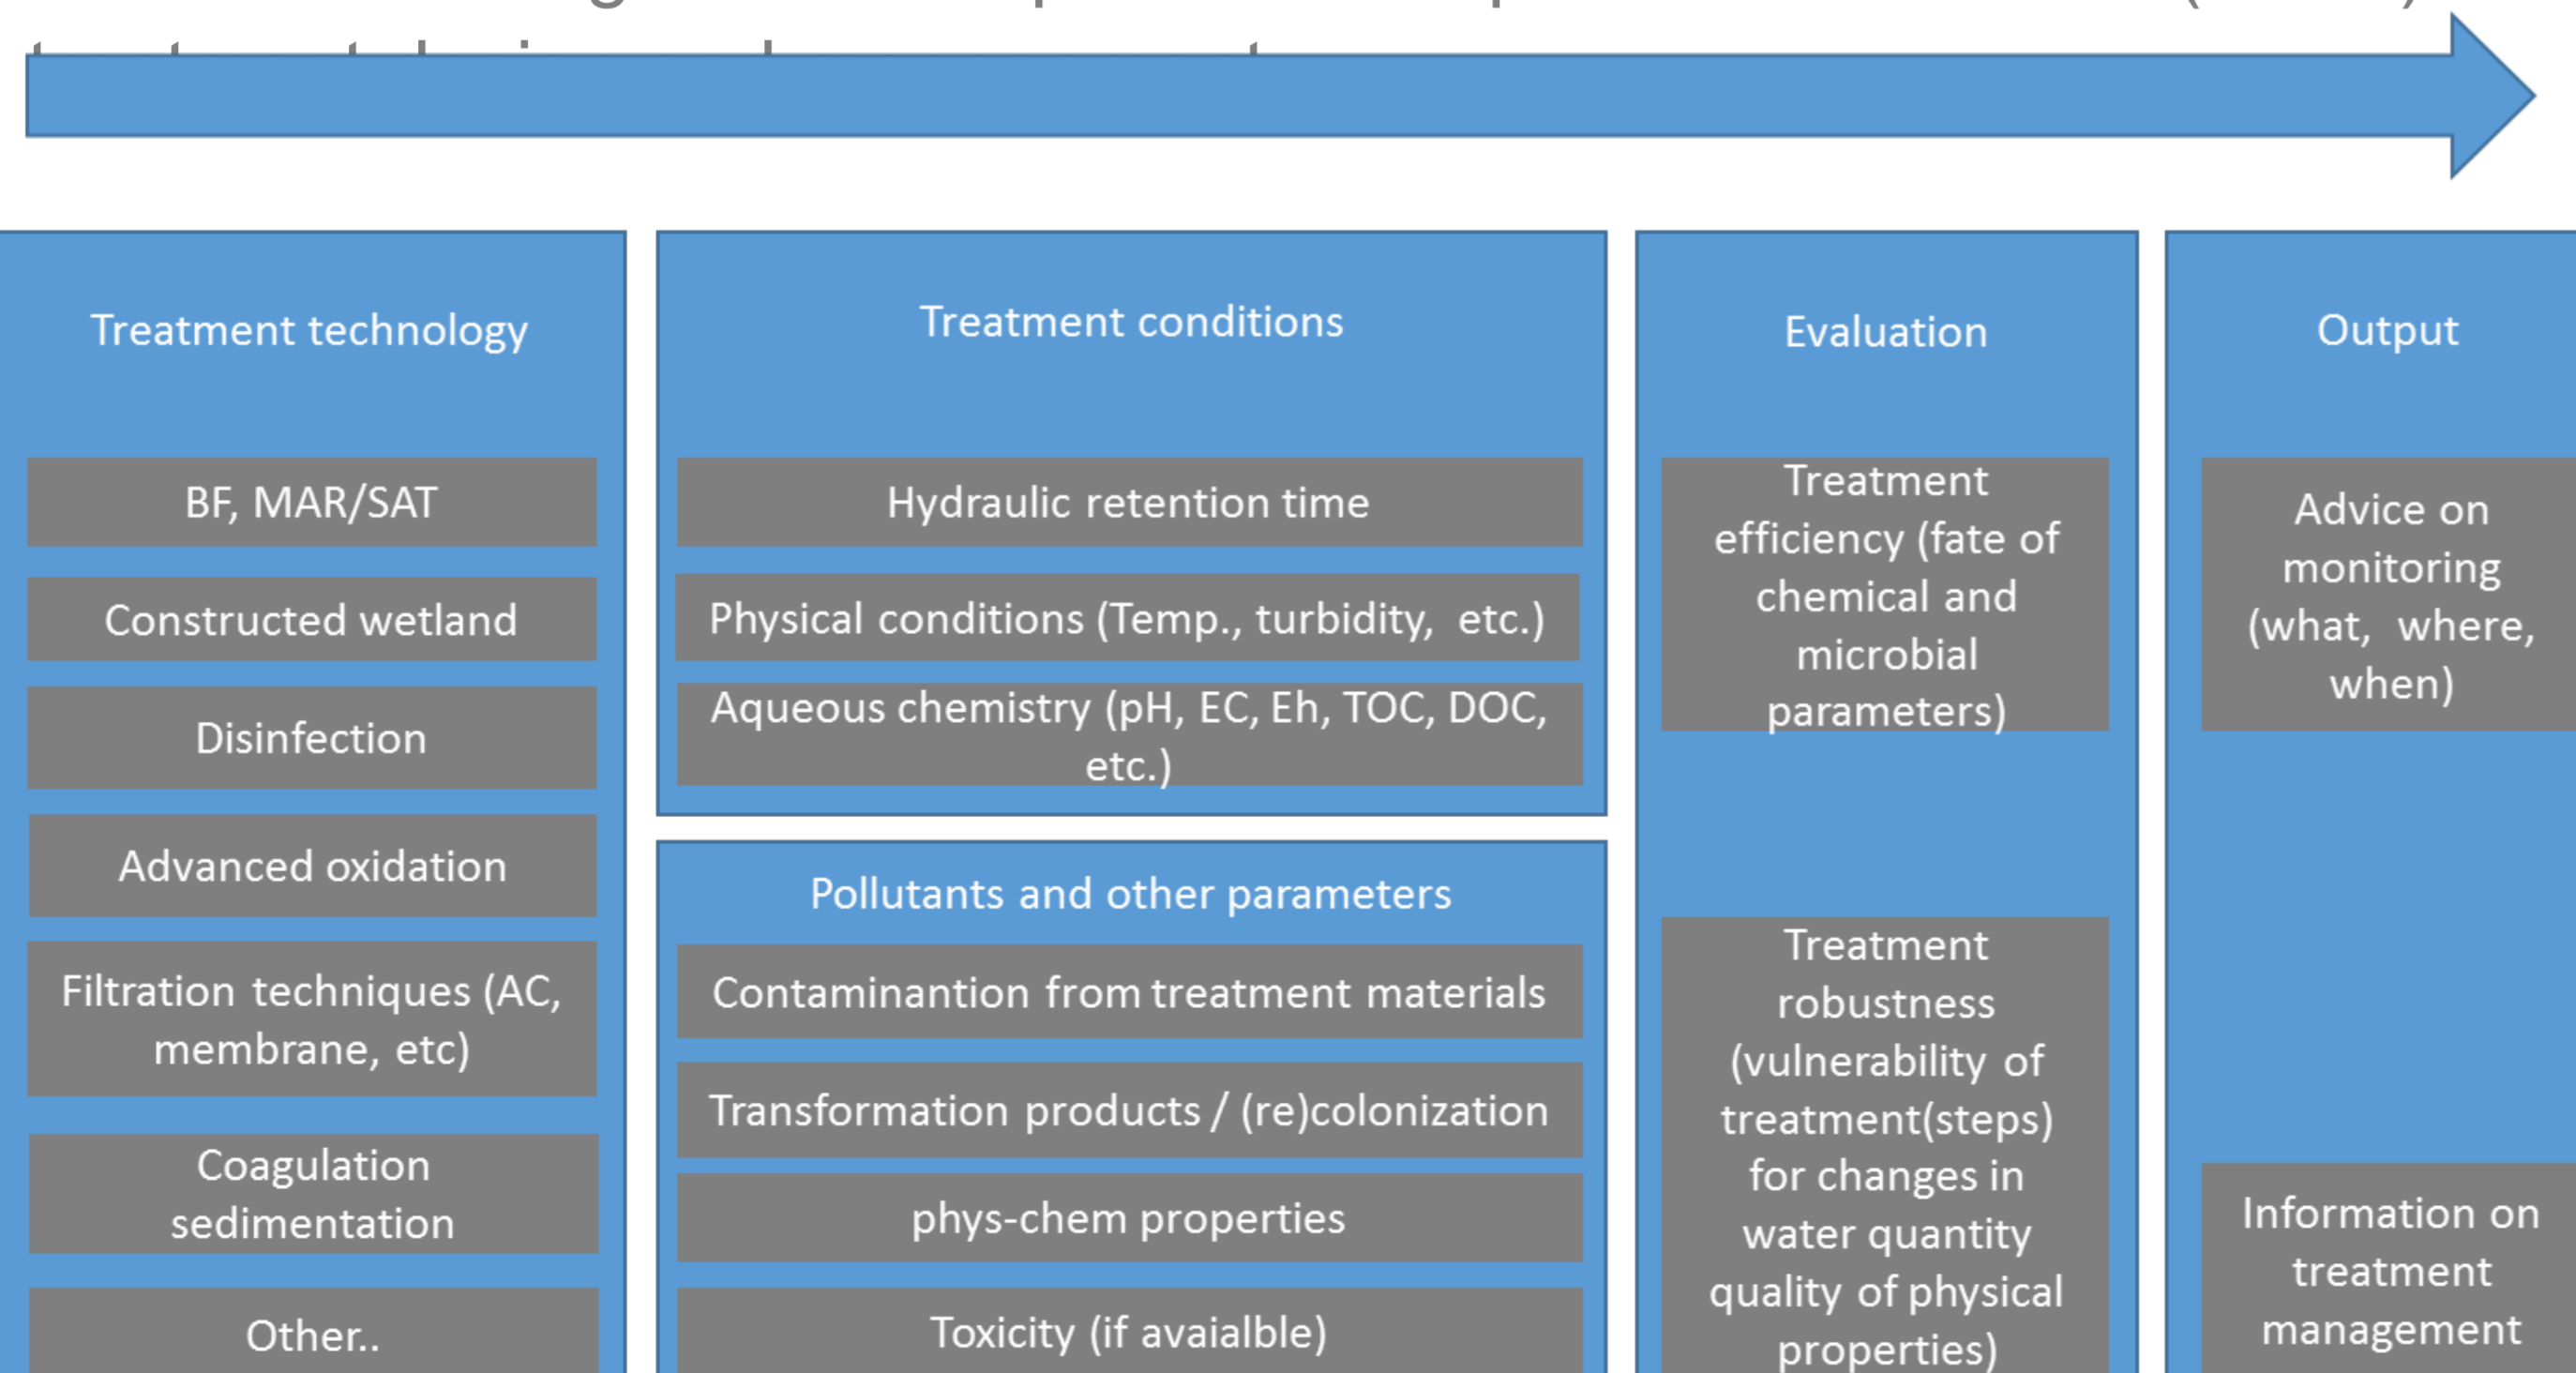 Treatment technology
BF, MAR/SAT
Constructed wetland
Disinfection
Advanced oxidation
Filtration techniques (AC,
membrane, etc)
Coagulation
sedimentation
Other..
Treatment conditions
Hydraulic retention time
Physical conditions (Temp., turbidity, etc.)
Aqueous chemistry (pH, EC, Eh, TOC, DOC,
etc.)
Pollutants and other parameters
Contaminantion from treatment materials
Transformation products / (re)colonization
phys-chem properties
Toxicity (if avaialble)
Evaluation
Treatment
efficiency (fate of
chemical and
microbial
parameters)
Treatment
robustness
(vulnerability of
treatment(steps)
for changes in
water quantity
quality of physical
properties)
Output
Advice on
monitoring
(what, where,
when)
Information on
treatment
management